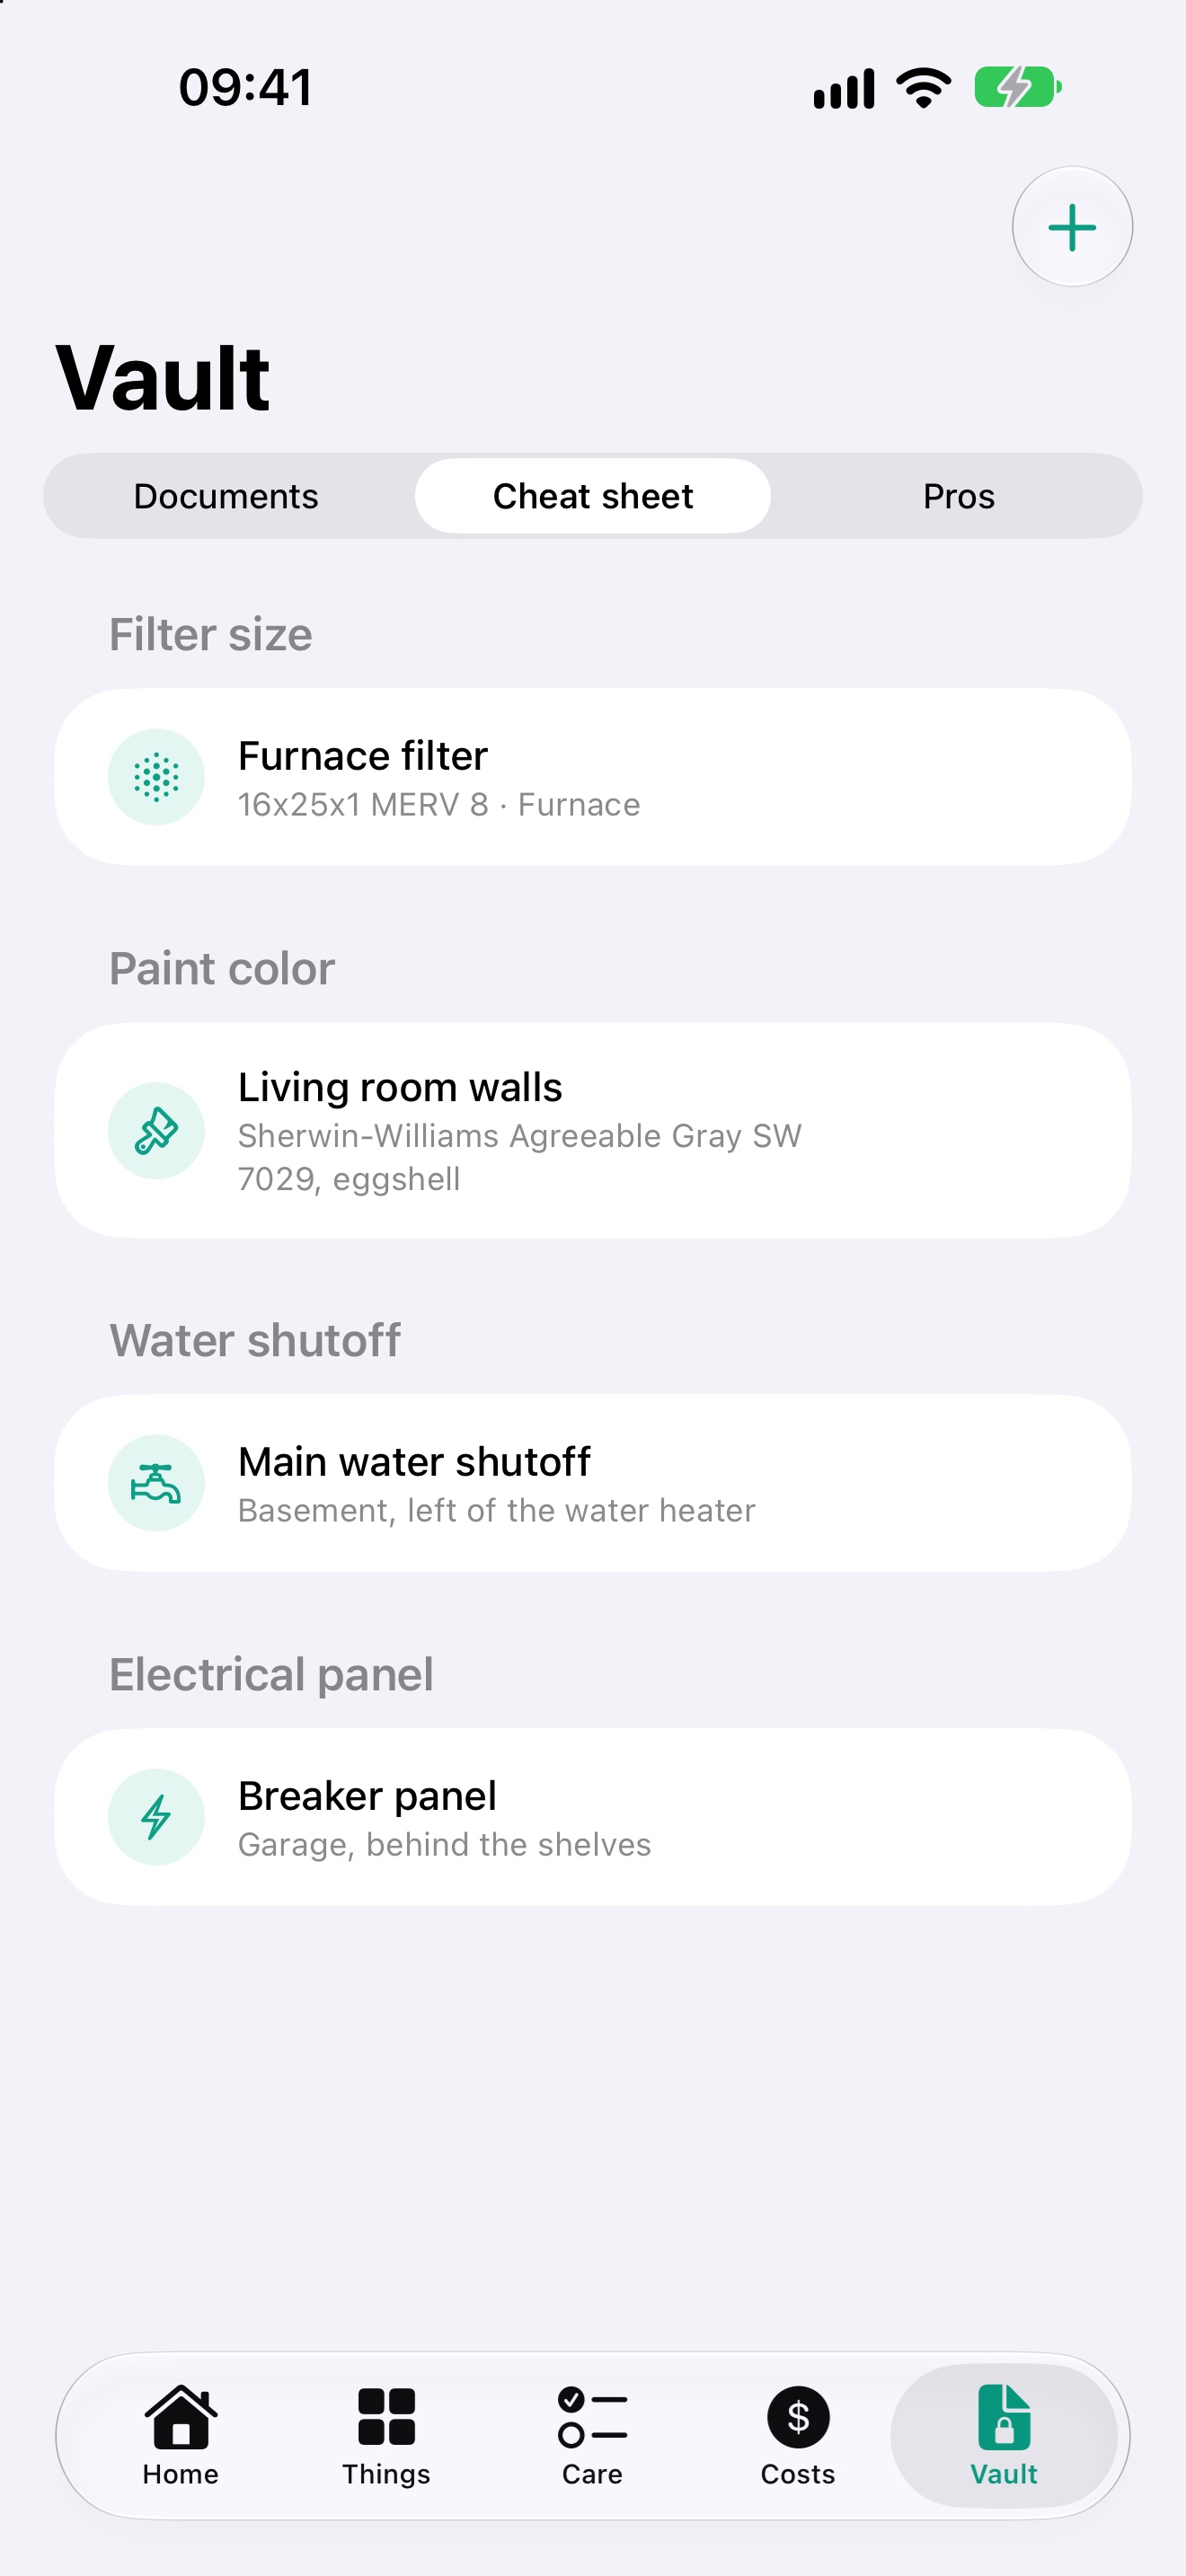 09:41
Vault
Documents
Cheat sheet
Pros
Filter size
Furnace filter
16x25x1 MERV 8 · Furnace
Paint color
Living room walls
Sherwin-Williams Agreeable Gray SW
7029, eggshell
Water shutoff
Main water shutoff
Basement, left of the water heater
Electrical panel
Breaker panel
Garage, behind the shelves
Home
Things
Care
Costs
Vault